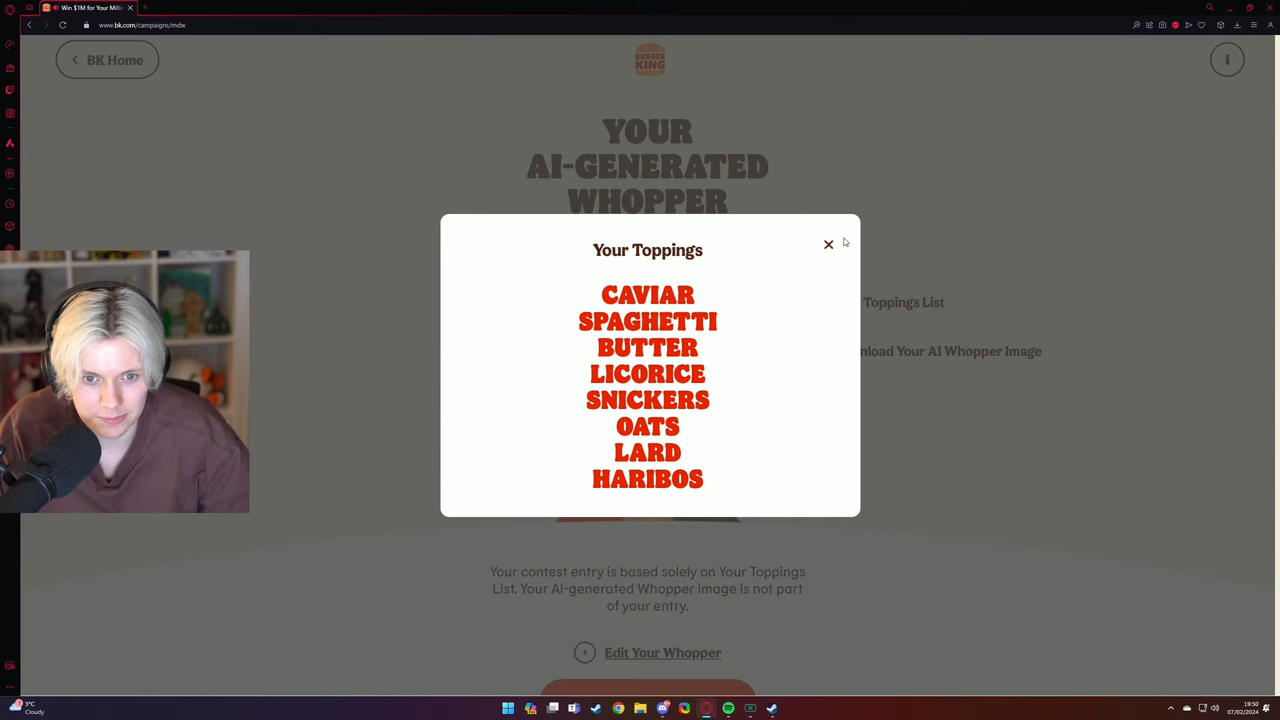 Win $1M for Your Milli
www.bk.com/campaigns/mdw
BK Home
BURGER
KING
YOUR
AI-GENERATED
WHOPPER
Your Toppings
CAVIAR
SPAGHETTI
BUTTER
LICORICE
SNICKERS
OATS
LARD
HARIBOS
Toppings List
nload Your AI Whopper Image
Your contest entry is based solely on Your Toppings
List. Your AI-generated Whopper image is not part
of your entry.
Edit Your Whopper
3°C
Cloudy
19:50
07/02/2024